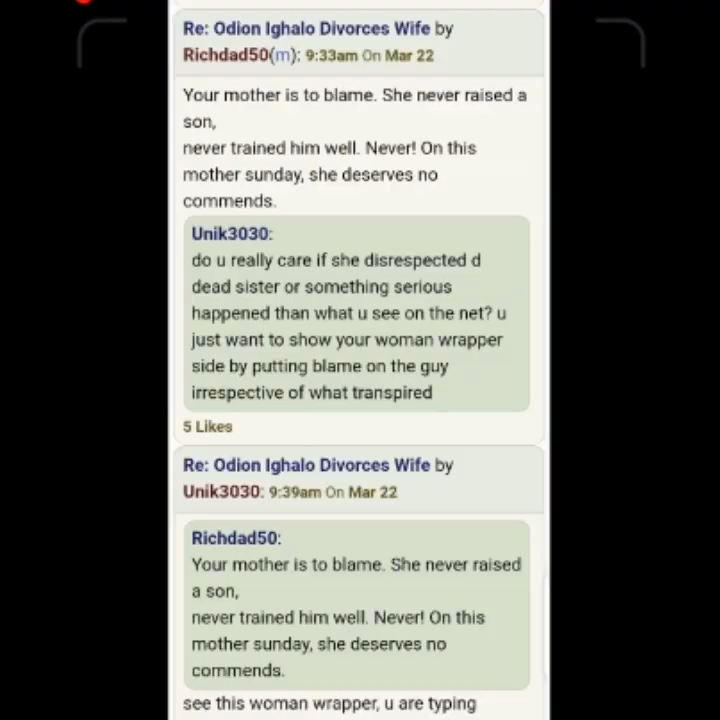 Re: Odion Ighalo Divorces Wife by
Richdad50(m): 9:33am On Mar 22
Your mother is to blame. She never raised a
son,
never trained him well. Never! On this
mother sunday, she deserves no
commends.
Unik3030:
do u really care if she disrespected d
dead sister or something serious
happened than what u see on the net? u
just want to show your woman wrapper
side by putting blame on the guy
irrespective of what transpired
5 Likes
Re: Odion Ighalo Divorces Wife by
Unik3030: 9:39am On Mar 22
Richdad50:
Your mother is to blame. She never raised
a son,
never trained him well. Never! On this
mother sunday, she deserves no
commends.
see this woman wrapper, u are typing